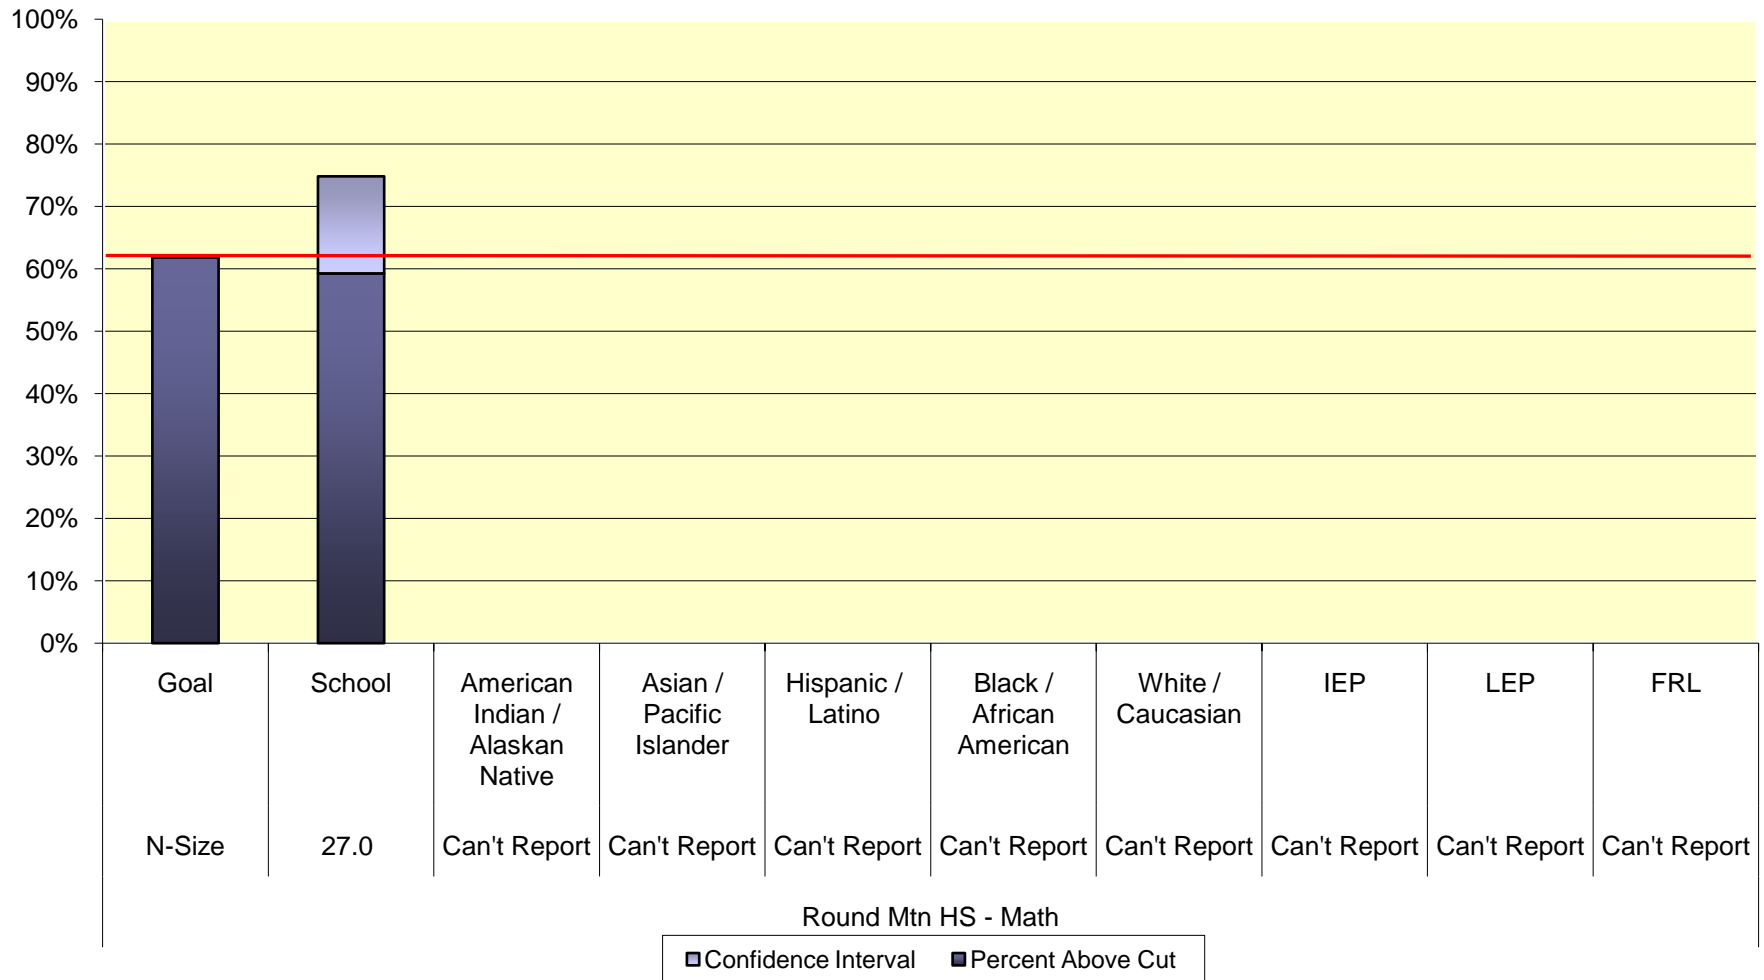 100%
90%
80%
70%
60%
50%
40%
30%
20%
10%
0%
Goal
School
American
Indian /
Alaskan
Native
Asian /
Pacific
Islander
Hispanic /
Latino
Black /
African
American
White /
Caucasian
IEP
LEP
FRL
N-Size
27.0
Can't Report
Can't Report
Can't Report
Can't Report
Can't Report
Can't Report
Can't Report
Can't Report
Round Mtn HS - Math
Confidence Interval
Percent Above Cut